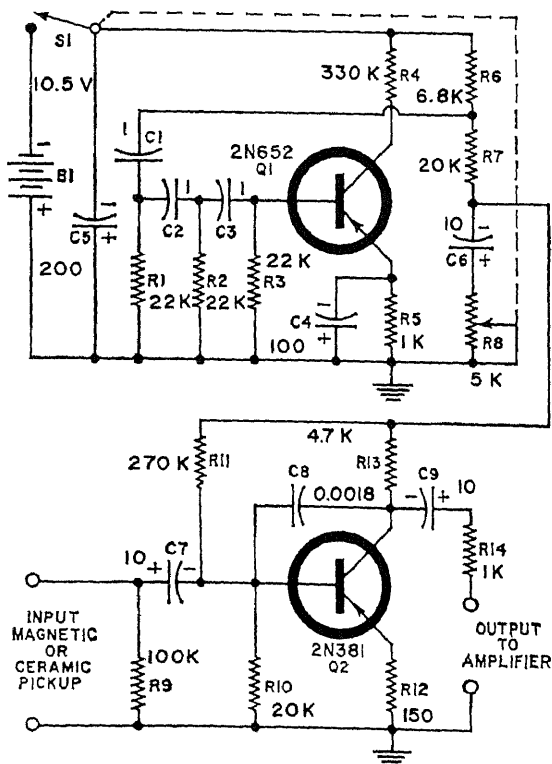 S1
10.5 V
B1
C5
200
1
C1
1
C2
1
C3
R1
22K
R2
22K
22K
R3
2N652
Q1
330 K
R4
R6
6.8K
R7
20K
10
C6
R8
5 K
C4
100
R5
1K
270 K
R11
4.7 K
R13
C8
0.0018
C9
10
R14
1K
C7
10
INPUT
MAGNETIC
OR
CERAMIC
PICKUP
100K
R9
R10
20K
2N381
Q2
R12
150
OUTPUT
TO
AMPLIFIER